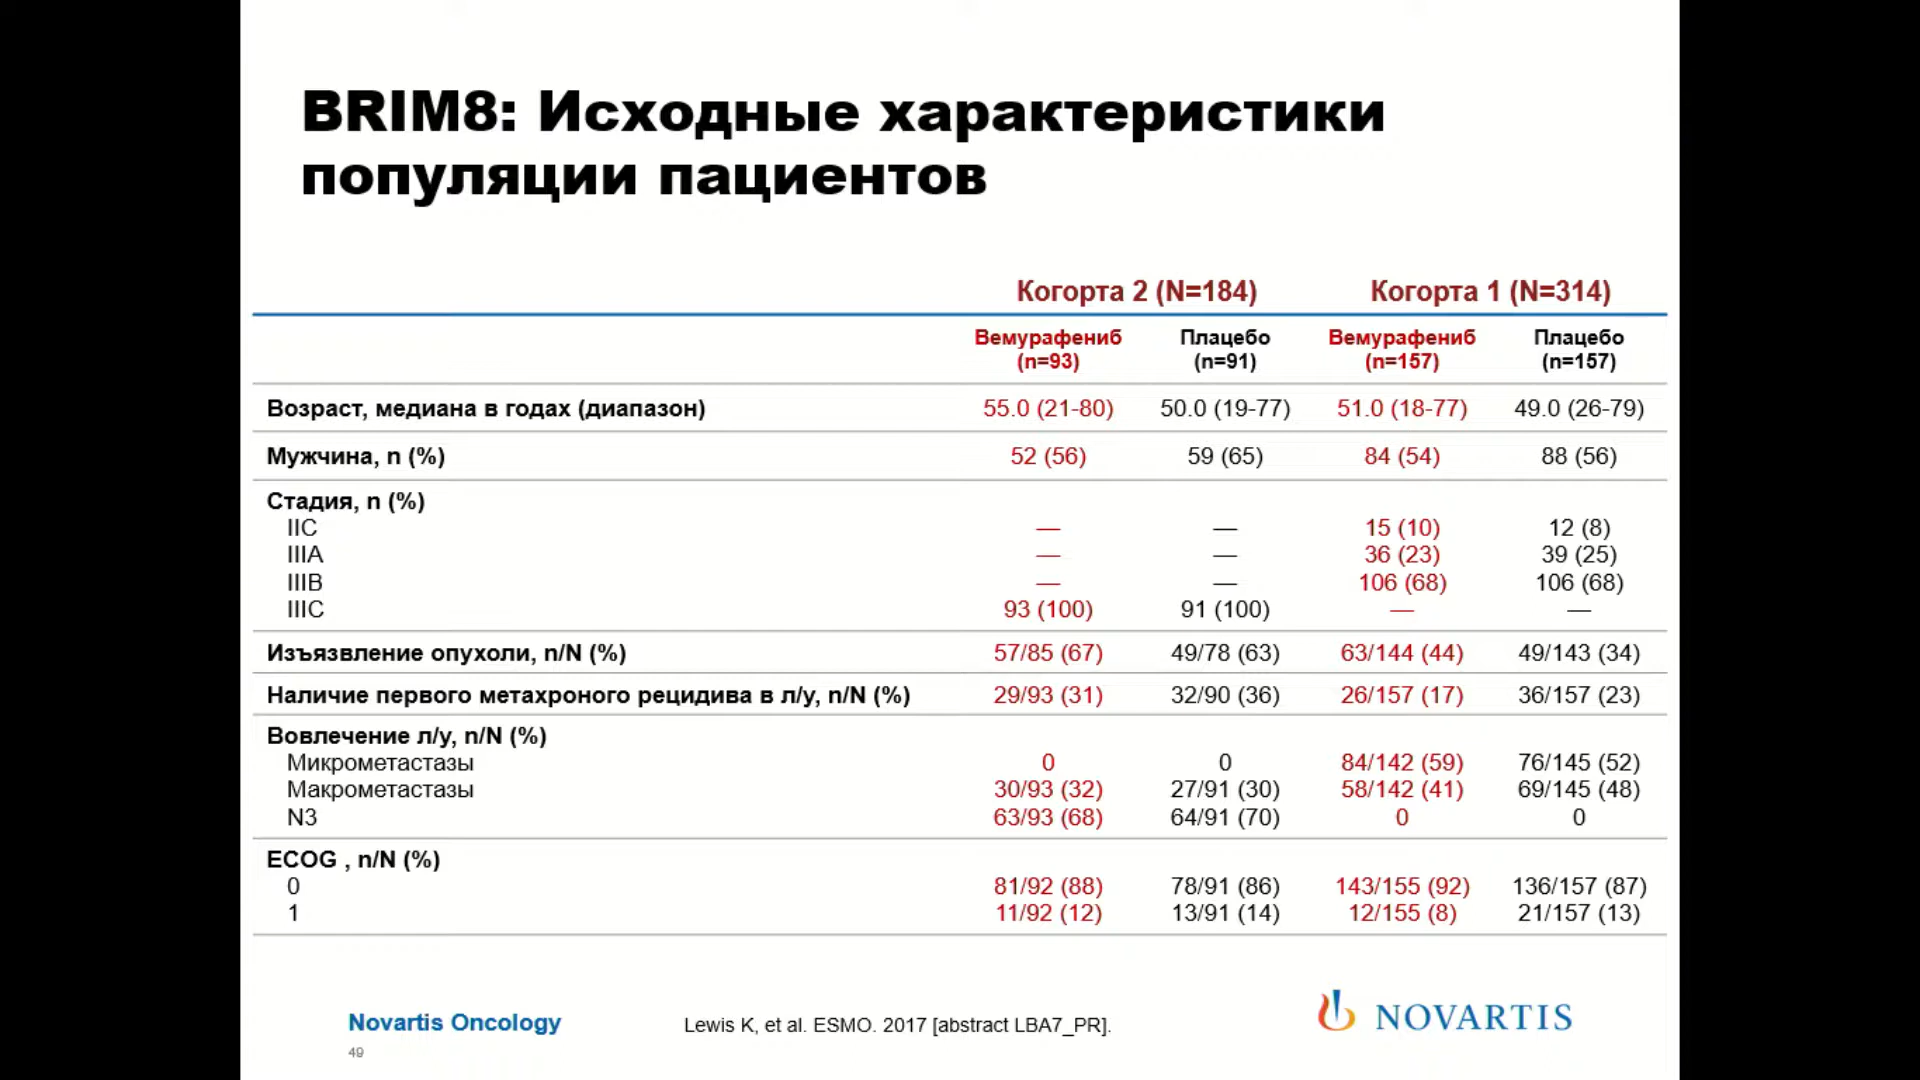 BRIM8: Исходные характеристики
популяции пациентов
Когорта 2 (N=184) Когорта 1 (N=314)
Вемурафениб (n=93) Плацебо (n=91) Вемурафениб (n=157) Плацебо (n=157)
Возраст, медиана в годах (диапазон) 55.0 (21-80) 50.0 (19-77) 51.0 (18-77) 49.0 (26-79)
Мужчина, n (%) 52 (56) 59 (65) 84 (54) 88 (56)
Стадия, n (%)
IIC — — 15 (10) 12 (8)
IIIA — — 36 (23) 39 (25)
IIIB — — 106 (68) 106 (68)
IIIC 93 (100) 91 (100) — —
Изъязвление опухоли, n/N (%) 57/85 (67) 49/78 (63) 63/144 (44) 49/143 (34)
Наличие первого метахроного рецидива в л/у, n/N (%) 29/93 (31) 32/90 (36) 26/157 (17) 36/157 (23)
Вовлечение л/у, n/N (%)
Микрометастазы 0 0 84/142 (59) 76/145 (52)
Макрометастазы 30/93 (32) 27/91 (30) 58/142 (41) 69/145 (48)
N3 63/93 (68) 64/91 (70) 0 0
ECOG , n/N (%)
0 81/92 (88) 78/91 (86) 143/155 (92) 136/157 (87)
1 11/92 (12) 13/91 (14) 12/155 (8) 21/157 (13)
Novartis Oncology
Lewis K, et al. ESMO. 2017 [abstract LBA7_PR].
NOVARTIS
49